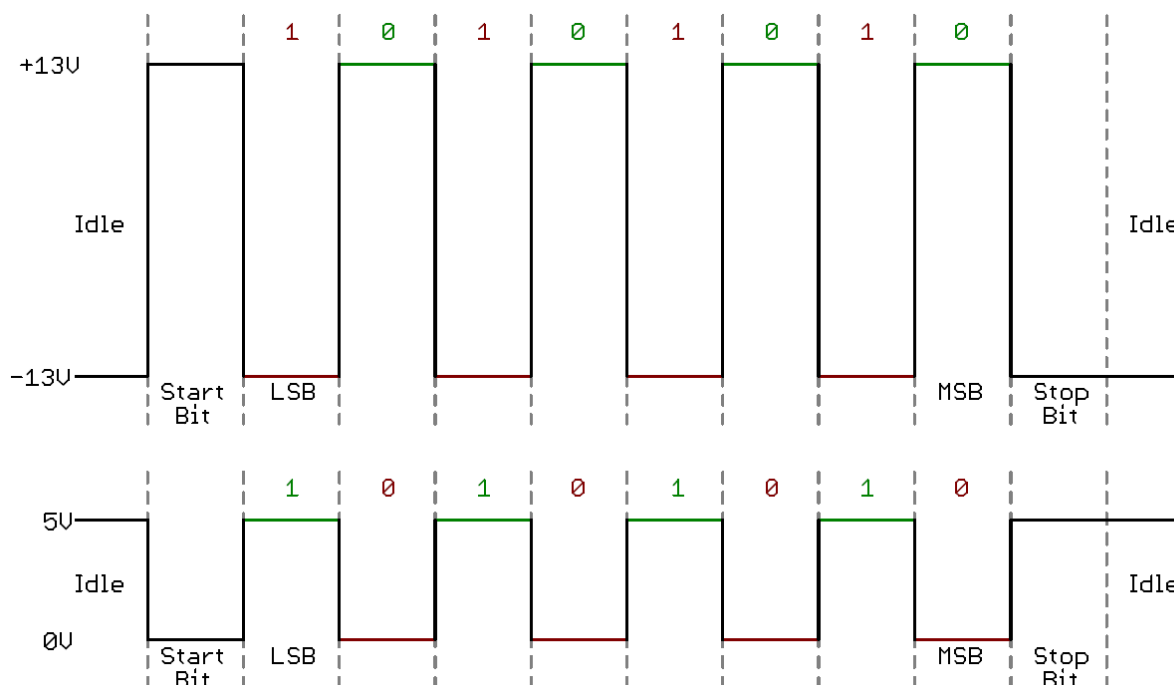 1 0 1 0 1 0 1 0
+13V
Idle Idle
-13V
Start LSB MSB Stop
Bit Bit
1 0 1 0 1 0 1 0
5V
Idle Idle
0V
Start LSB MSB Stop
Bit Bit